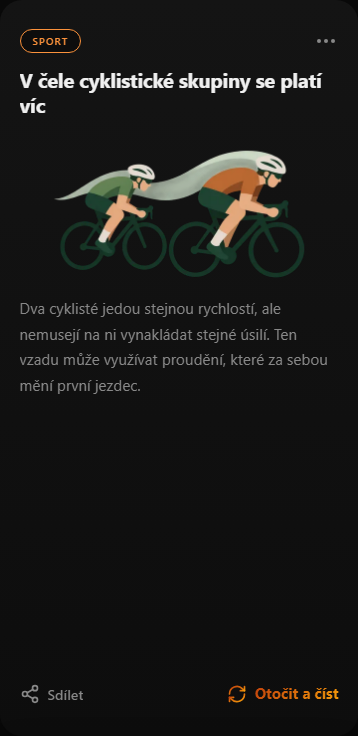 SPORT
V čele cyklistické skupiny se platí
víc
Dva cyklisté jedou stejnou rychlostí, ale
nemusejí na ni vynakládat stejné úsilí. Ten
vzadu může využívat proudění, které za sebou
mění první jezdec.
Sdílet
Otočit a číst